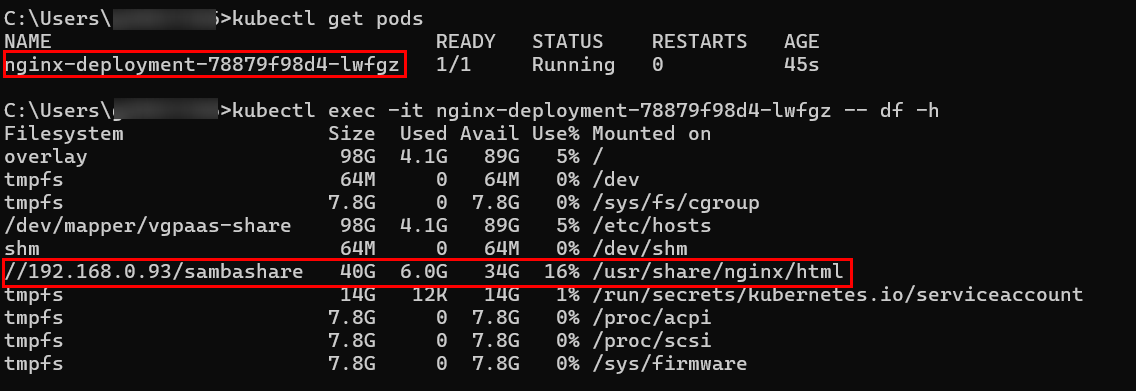 C:\Users\ 6>kubectl get pods
NAME READY STATUS RESTARTS AGE
nginx-deployment-78879f98d4-lwfgz 1/1 Running 0 45s
C:\Users\ 6>kubectl exec -it nginx-deployment-78879f98d4-lwfgz -- df -h
Filesystem Size Used Avail Use% Mounted on
overlay 98G 4.1G 89G 5% /
tmpfs 64M 0 64M 0% /dev
tmpfs 7.8G 0 7.8G 0% /sys/fs/cgroup
/dev/mapper/vgpaas-share 98G 4.1G 89G 5% /etc/hosts
shm 64M 0 64M 0% /dev/shm
//192.168.0.93/sambashare 40G 6.0G 34G 16% /usr/share/nginx/html
tmpfs 14G 12K 14G 1% /run/secrets/kubernetes.io/serviceaccount
tmpfs 7.8G 0 7.8G 0% /proc/acpi
tmpfs 7.8G 0 7.8G 0% /proc/scsi
tmpfs 7.8G 0 7.8G 0% /sys/firmware